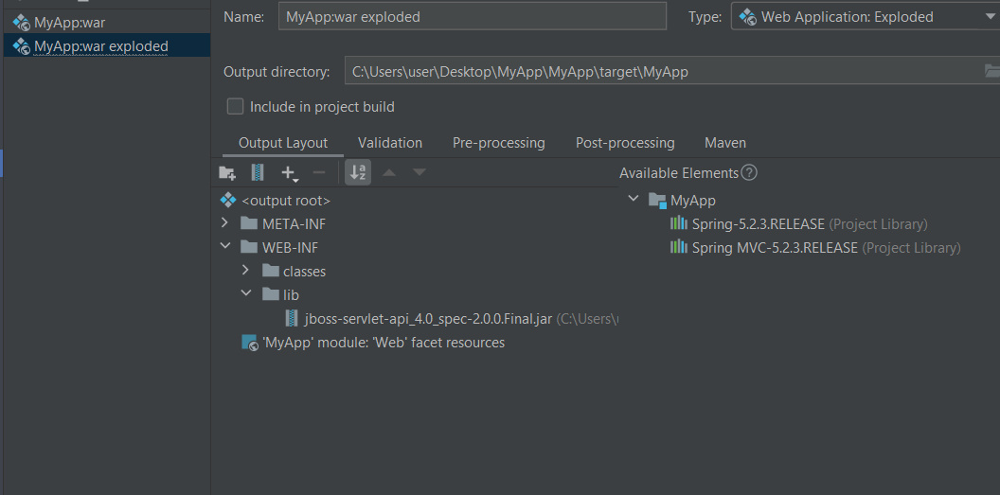 MyApp:war
MyApp:war exploded
Name: MyApp:war exploded Type: Web Application: Exploded
Output directory: C:\Users\user\Desktop\MyApp\MyApp\target\MyApp
Include in project build
Output Layout Validation Pre-processing Post-processing Maven
Available Elements ?
<output root>
META-INF
WEB-INF
classes
lib
jboss-servlet-api_4.0_spec-2.0.0.Final.jar (C:\Users\
'MyApp' module: 'Web' facet resources
MyApp
Spring-5.2.3.RELEASE (Project Library)
Spring MVC-5.2.3.RELEASE (Project Library)